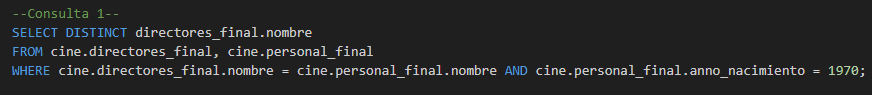 --Consulta 1--
SELECT DISTINCT directores_final.nombre
FROM cine.directores_final, cine.personal_final
WHERE cine.directores_final.nombre = cine.personal_final.nombre AND cine.personal_final.anno_nacimiento = 1970;